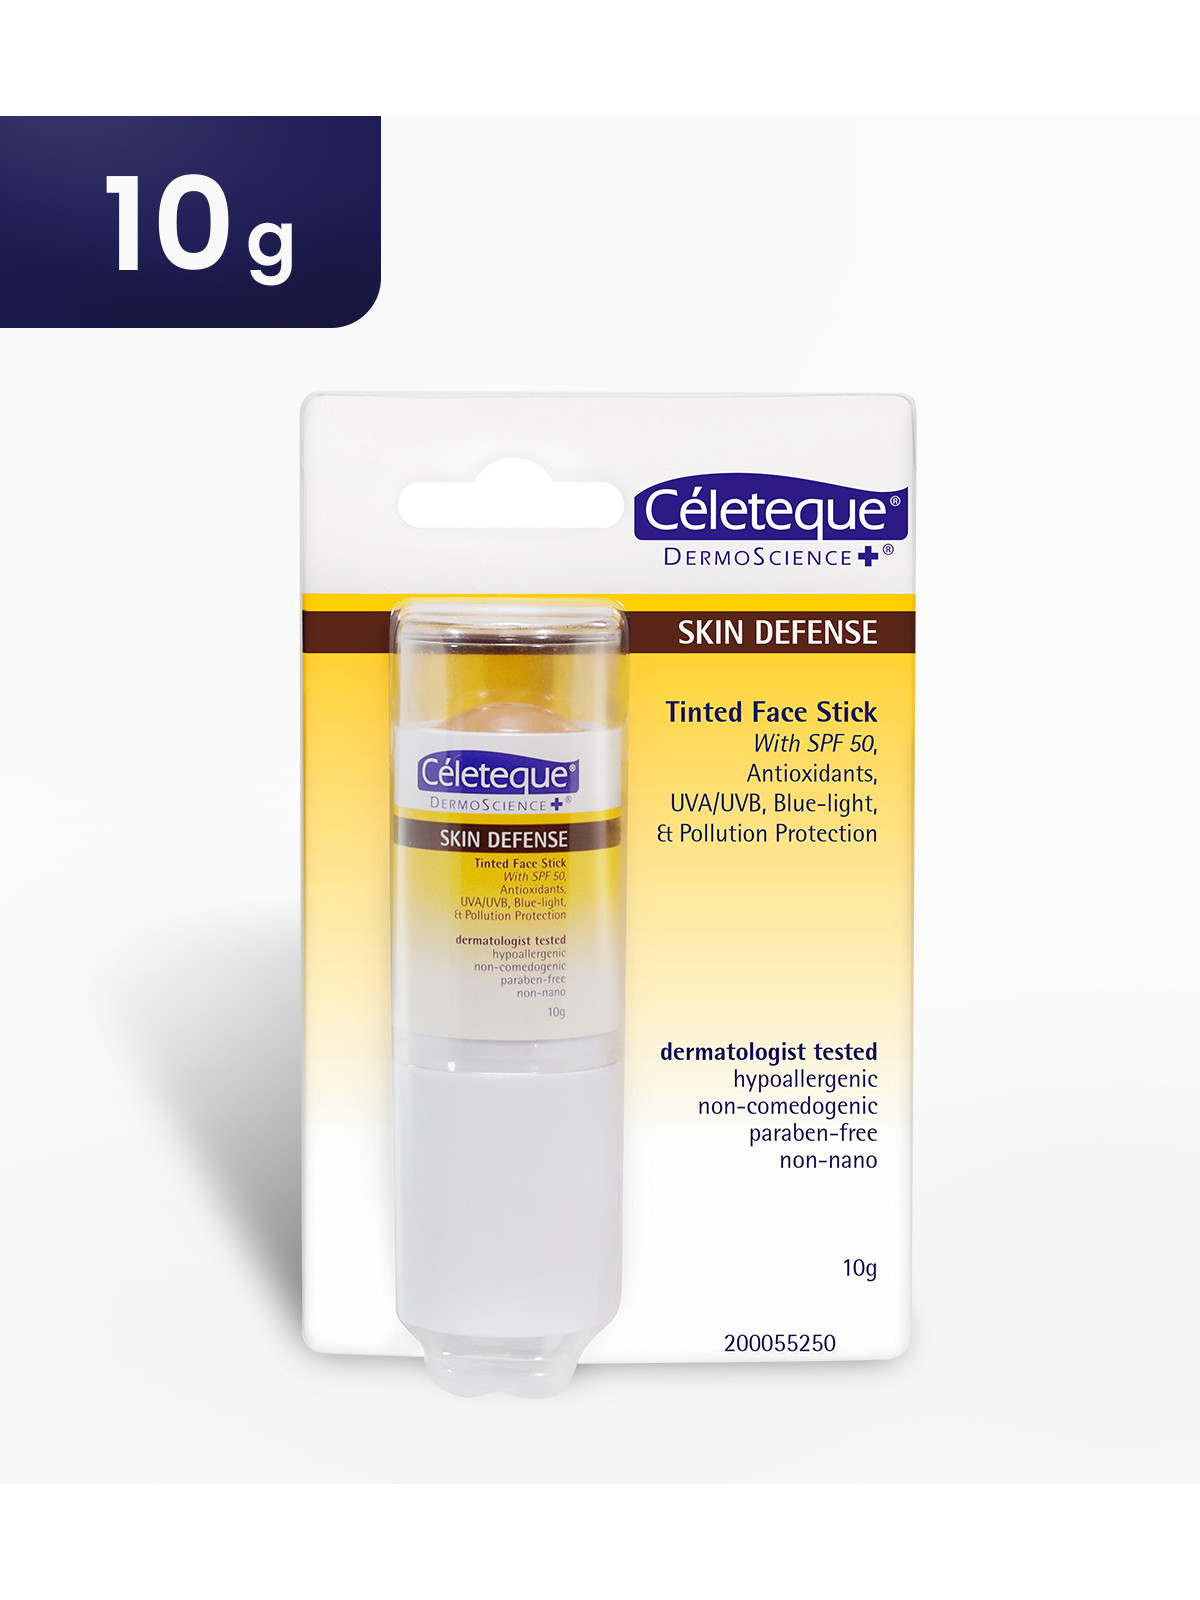 10 g
Céleteque®
DERMOSCIENCE+®
SKIN DEFENSE
Tinted Face Stick
With SPF 50,
Antioxidants,
UVA/UVB, Blue-light,
& Pollution Protection
dermatologist tested
hypoallergenic
non-comedogenic
paraben-free
non-nano
10g
200055250
Céleteque®
DERMOSCIENCE+®
SKIN DEFENSE
Tinted Face Stick
With SPF 50,
Antioxidants,
UVA/UVB, Blue-light,
& Pollution Protection
dermatologist tested
hypoallergenic
non-comedogenic
paraben-free
non-nano
10g